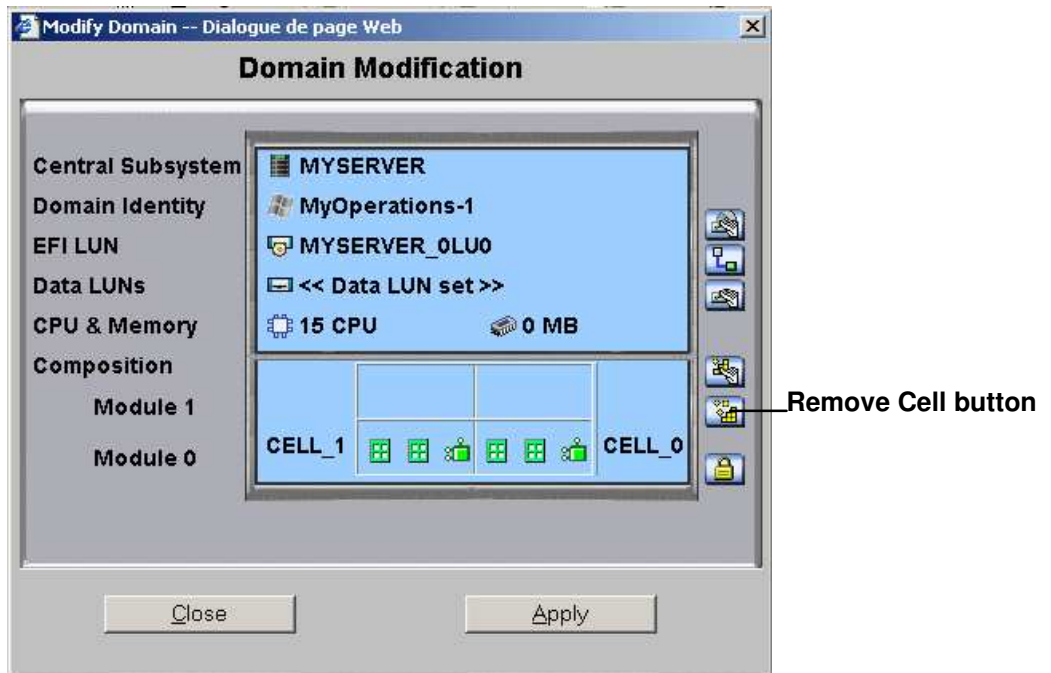 Modify Domain -- Dialogue de page Web
Domain Modification
Central Subsystem MYSERVER
Domain Identity MyOperations-1
EFI LUN MYSERVER_0LU0
Data LUNs << Data LUN set >>
CPU & Memory 15 CPU 0 MB
Composition
Module 1
Remove Cell button
Module 0 CELL_1 CELL_0
Close Apply